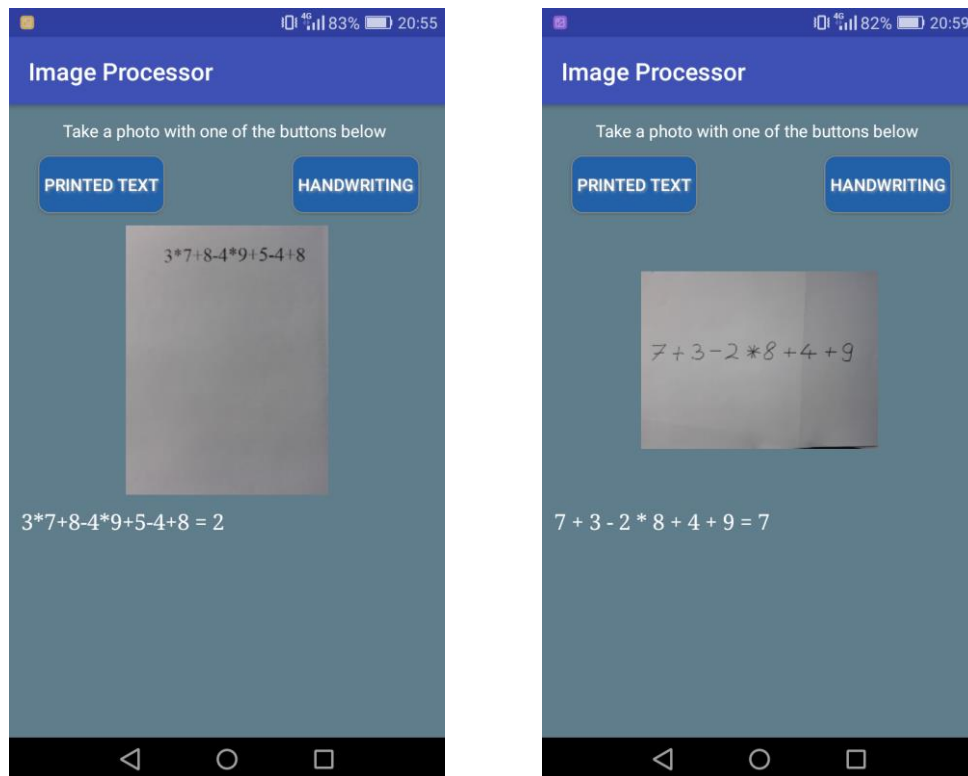 4G 83% 20:55
Image Processor
Take a photo with one of the buttons below
PRINTED TEXT HANDWRITING
3*7+8-4*9+5-4+8
3*7+8-4*9+5-4+8 = 2
4G 82% 20:59
Image Processor
Take a photo with one of the buttons below
PRINTED TEXT HANDWRITING
7+3-2*8+4+9
7 + 3 - 2 * 8 + 4 + 9 = 7